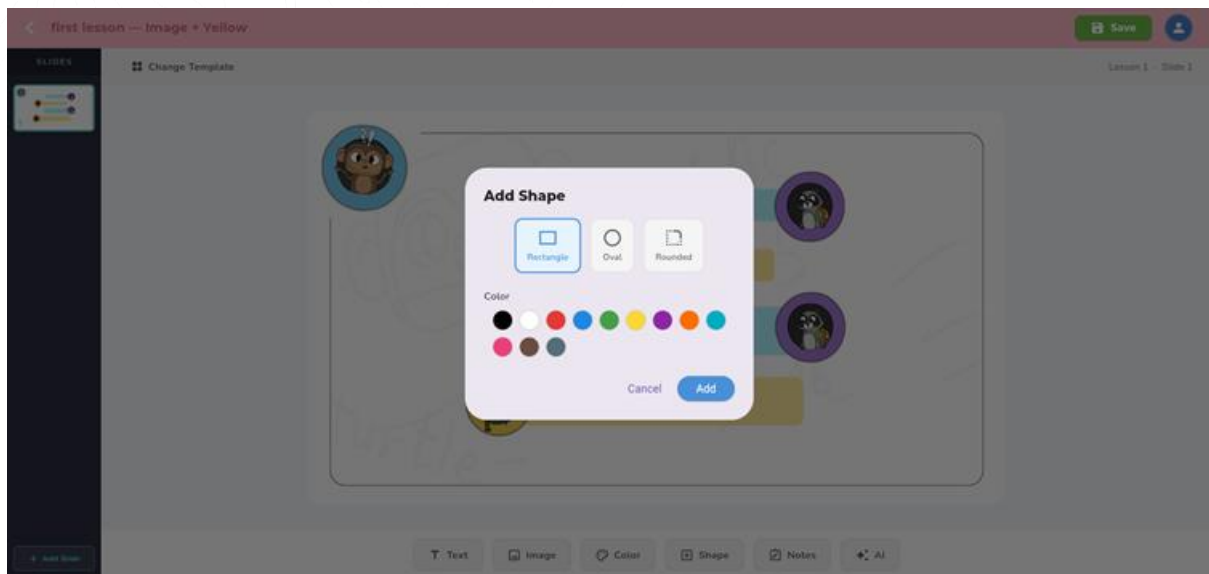 first lesson — Image + Yellow
Save
SLIDES
Change Template
Lesson 1 - Slide 1
Add Shape
Rectangle
Oval
Rounded
Color
Cancel
Add
+ Add Slide
Text
Image
Color
Shape
Notes
AI